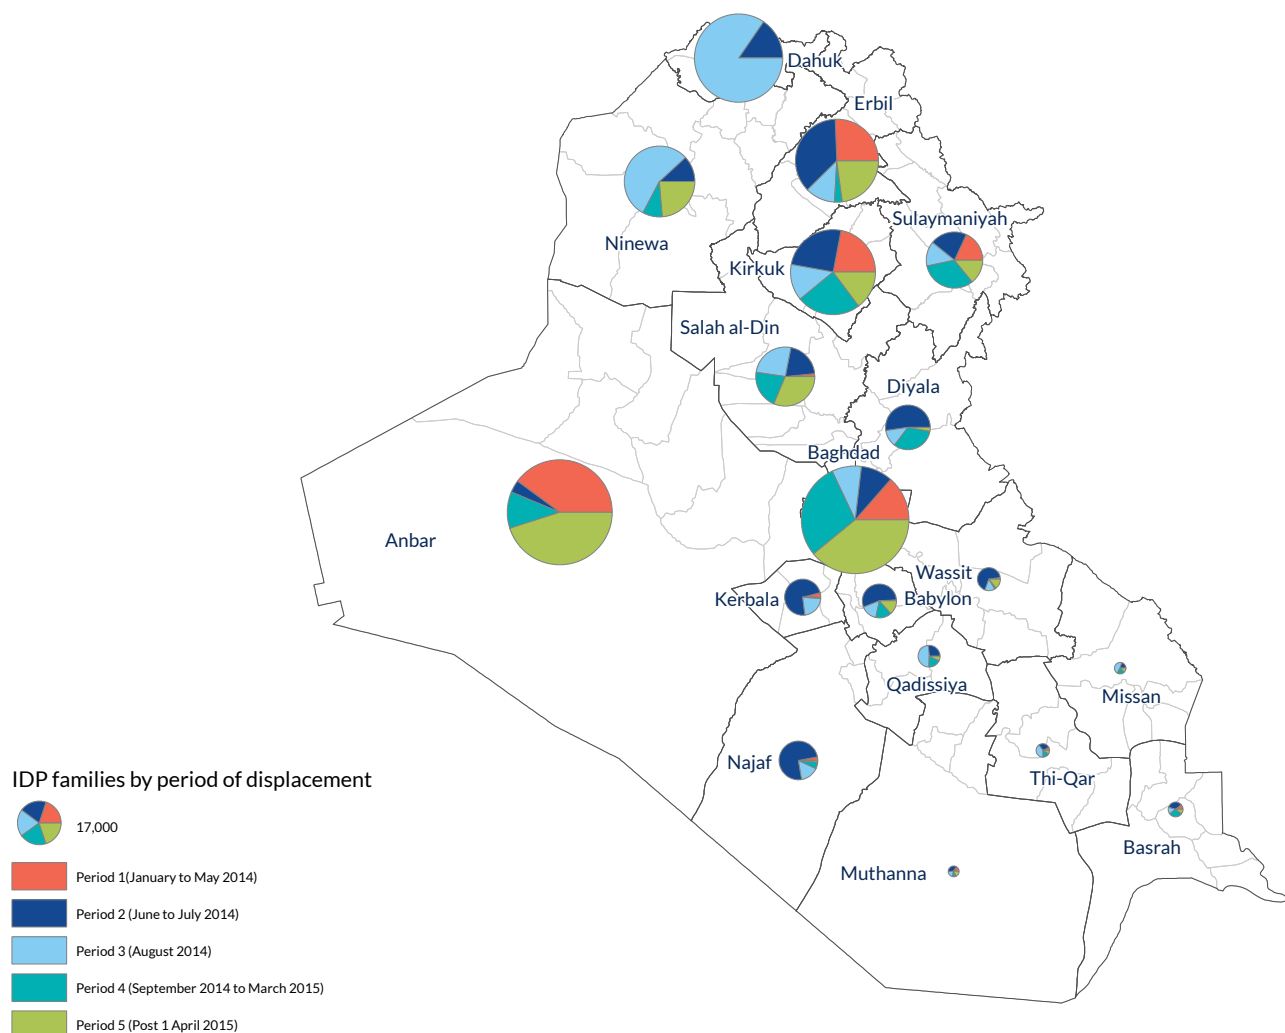 Dahuk
Erbil
Sulaymaniyah
Ninewa
Kirkuk
Salah al-Din
Diyala
Baghdad
Anbar
Wassit
Kerbala
Babylon
Qadissiya
Missan
Najaf
Thi-Qar
Basrah
Muthanna
IDP families by period of displacement
17,000
Period 1(January to May 2014)
Period 2 (June to July 2014)
Period 3 (August 2014)
Period 4 (September 2014 to March 2015)
Period 5 (Post 1 April 2015)